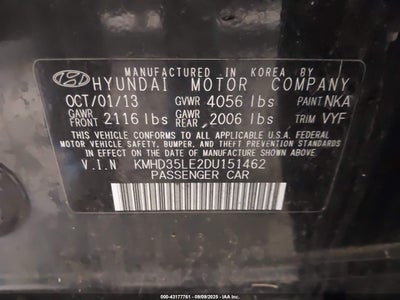 MANUFACTURED IN KOREA BY
HYUNDAI MOTOR COMPANY
OCT/01/13 GVWR 4056 lbs PAINT NKA
GAWR FRONT 2116 lbs GAWR REAR 2006 lbs TRIM VYF
THIS VEHICLE CONFORMS TO ALL APPLICABLE U.S.A. FEDERAL
MOTOR VEHICLE SAFETY, BUMPER, AND THEFT PREVENTION STANDARDS
IN EFFECT ON THE DATE OF MANUFACTURE SHOWN ABOVE.
V.I.N KMHD35LE2DU151462
PASSENGER CAR
000-43177761 - 09/09/2025 - IAA Inc.